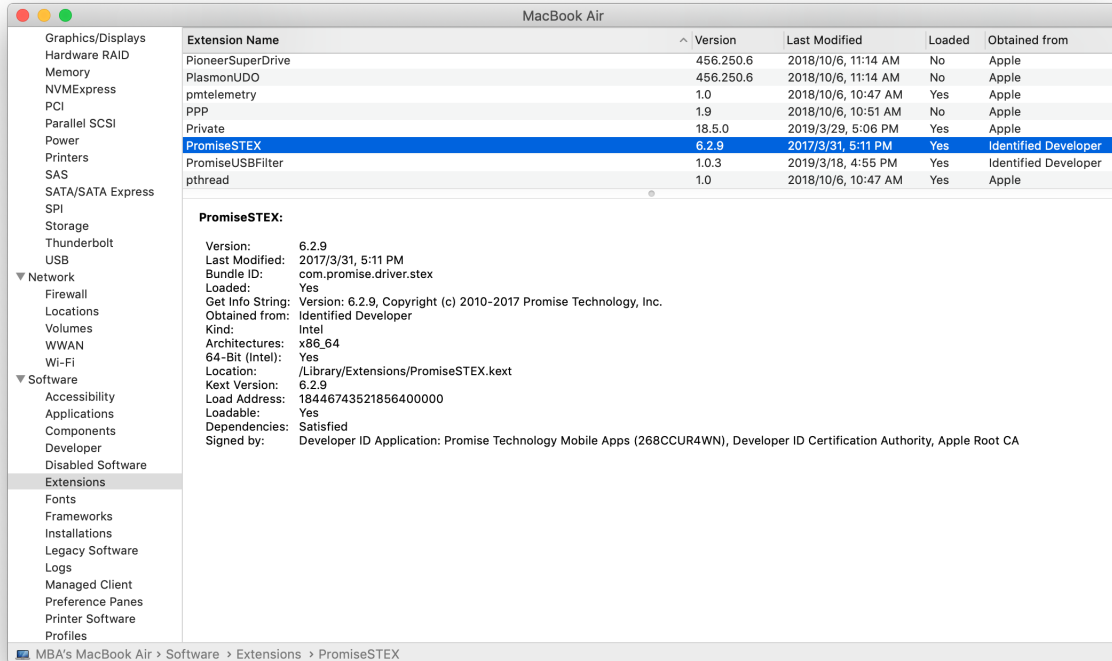 MacBook Air
Graphics/Displays
Hardware RAID
Memory
NVMExpress
PCI
Parallel SCSI
Power
Printers
SAS
SATA/SATA Express
SPI
Storage
Thunderbolt
USB
Network
Firewall
Locations
Volumes
WWAN
Wi-Fi
Software
Accessibility
Applications
Components
Developer
Disabled Software
Extensions
Fonts
Frameworks
Installations
Legacy Software
Logs
Managed Client
Preference Panes
Printer Software
Profiles
Extension Name Version Last Modified Loaded Obtained from
PioneerSuperDrive 456.250.6 2018/10/6, 11:14 AM No Apple
PlasmonUDO 456.250.6 2018/10/6, 11:14 AM No Apple
pmtelemetry 1.0 2018/10/6, 10:47 AM Yes Apple
PPP 1.9 2018/10/6, 10:51 AM No Apple
Private 18.5.0 2019/3/29, 5:06 PM Yes Apple
PromiseSTEX 6.2.9 2017/3/31, 5:11 PM Yes Identified Developer
PromiseUSBFilter 1.0.3 2019/3/18, 4:55 PM Yes Identified Developer
pthread 1.0 2018/10/6, 10:47 AM Yes Apple
PromiseSTEX:
Version: 6.2.9
Last Modified: 2017/3/31, 5:11 PM
Bundle ID: com.promise.driver.stex
Loaded: Yes
Get Info String: Version: 6.2.9, Copyright (c) 2010-2017 Promise Technology, Inc.
Obtained from: Identified Developer
Kind: Intel
Architectures: x86_64
64-Bit (Intel): Yes
Location: /Library/Extensions/PromiseSTEX.kext
Kext Version: 6.2.9
Load Address: 18446743521856400000
Loadable: Yes
Dependencies: Satisfied
Signed by: Developer ID Application: Promise Technology Mobile Apps (268CCUR4WN), Developer ID Certification Authority, Apple Root CA
MBA's MacBook Air › Software › Extensions › PromiseSTEX